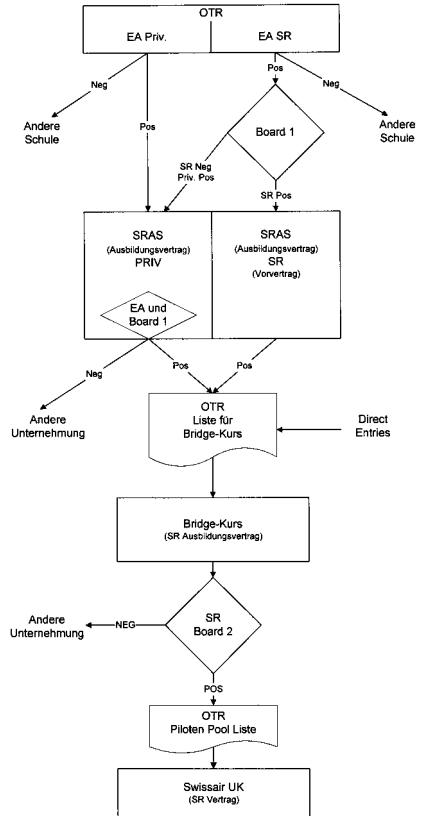 OTR
EA Priv.
EA SR
Neg
Pos
Neg
Andere
Schule
Pos
Board 1
Andere
Schule
SR Neg
Priv. Pos
SR Pos
SRAS
(Ausbildungsvertrag)
PRIV
SRAS
(Ausbildungsvertrag)
SR
(Vorvertrag)
EA und
Board 1
Neg
Pos
Pos
Andere
Unternehmung
OTR
Liste für
Bridge-Kurs
Direct
Entries
Bridge-Kurs
(SR Ausbildungsvertrag)
Andere
Unternehmung
NEG
SR
Board 2
POS
OTR
Piloten Pool Liste
Swissair UK
(SR Vertrag)